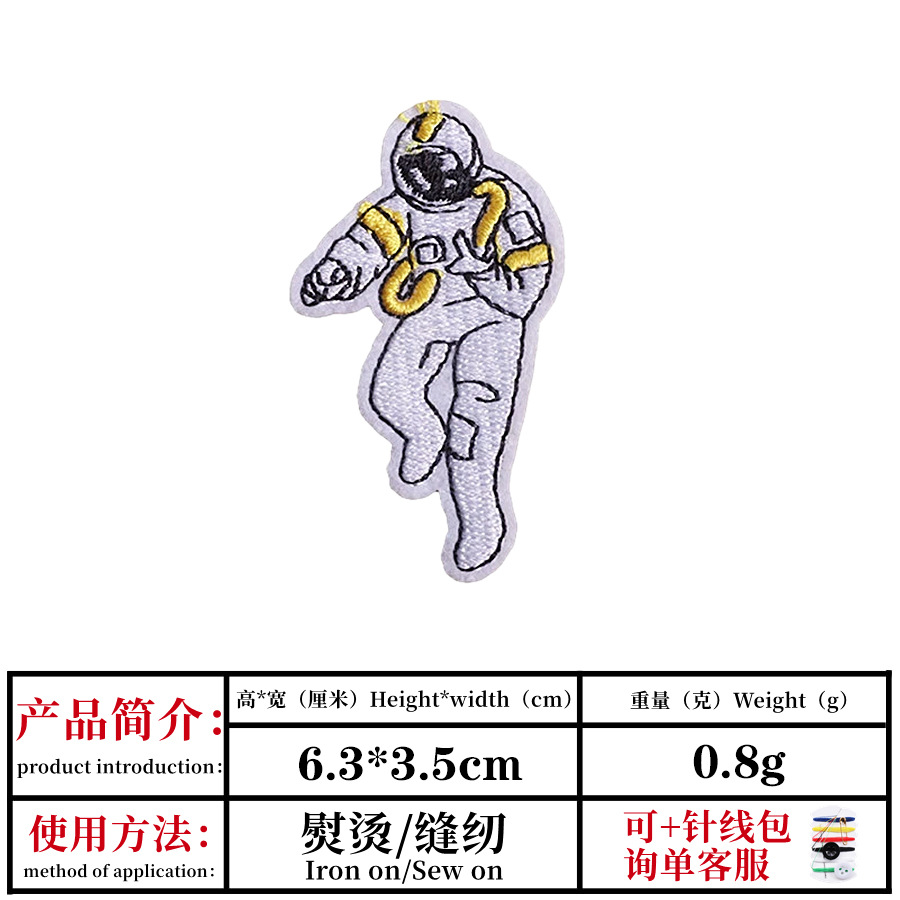 产品简介：
product introduction：
高*宽（厘米）Height*width（cm）
重量（克）Weight（g）
6.3*3.5cm
0.8g
使用方法：
method of application：
熨烫/缝纫
Iron on/Sew on
可+针线包
询单客服